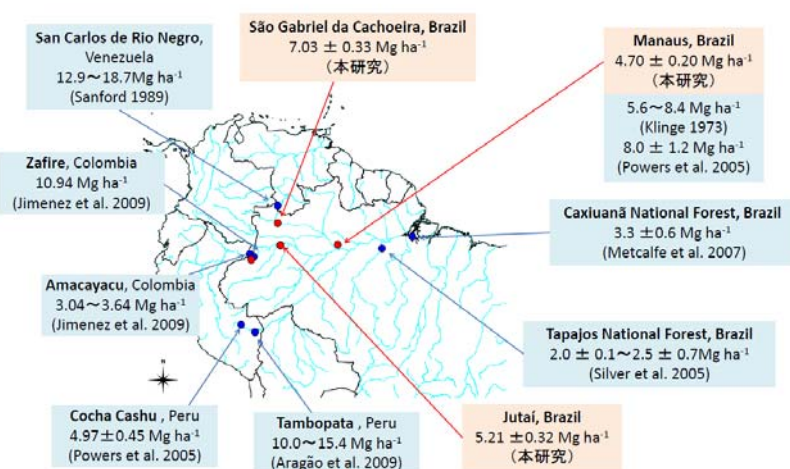 San Carlos de Rio Negro,
Venezuela
12.9～18.7Mg ha⁻¹
(Sanford 1989)
São Gabriel da Cachoeira, Brazil
7.03 ± 0.33 Mg ha⁻¹
（本研究）
Manaus, Brazil
4.70 ± 0.20 Mg ha⁻¹
（本研究）
5.6～8.4 Mg ha⁻¹
(Klinge 1973)
8.0 ± 1.2 Mg ha⁻¹
(Powers et al. 2005)
Zafire, Colombia
10.94 Mg ha⁻¹
(Jimenez et al. 2009)
Caxiuanã National Forest, Brazil
3.3 ±0.6 Mg ha⁻¹
(Metcalfe et al. 2007)
Amacayacu, Colombia
3.04～3.64 Mg ha⁻¹
(Jimenez et al. 2009)
Tapajos National Forest, Brazil
2.0 ± 0.1～2.5 ± 0.7Mg ha⁻¹
(Silver et al. 2005)
N
Cocha Cashu , Peru
4.97±0.45 Mg ha⁻¹
(Powers et al. 2005)
Tambopata , Peru
10.0～15.4 Mg ha⁻¹
(Aragão et al. 2009)
Jutaí, Brazil
5.21 ±0.32 Mg ha⁻¹
（本研究）